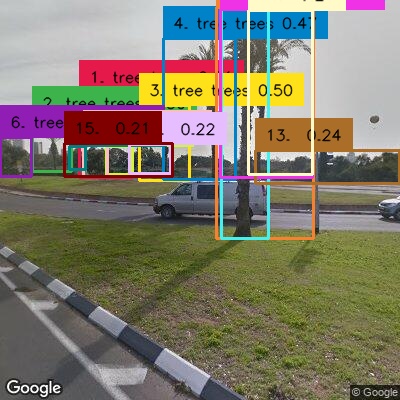 4. tree trees 0.47
1. tree
3. tree trees 0.50
2. tree trees
6. tree
15. 0.21
0.22
13. 0.24
Google
© Google